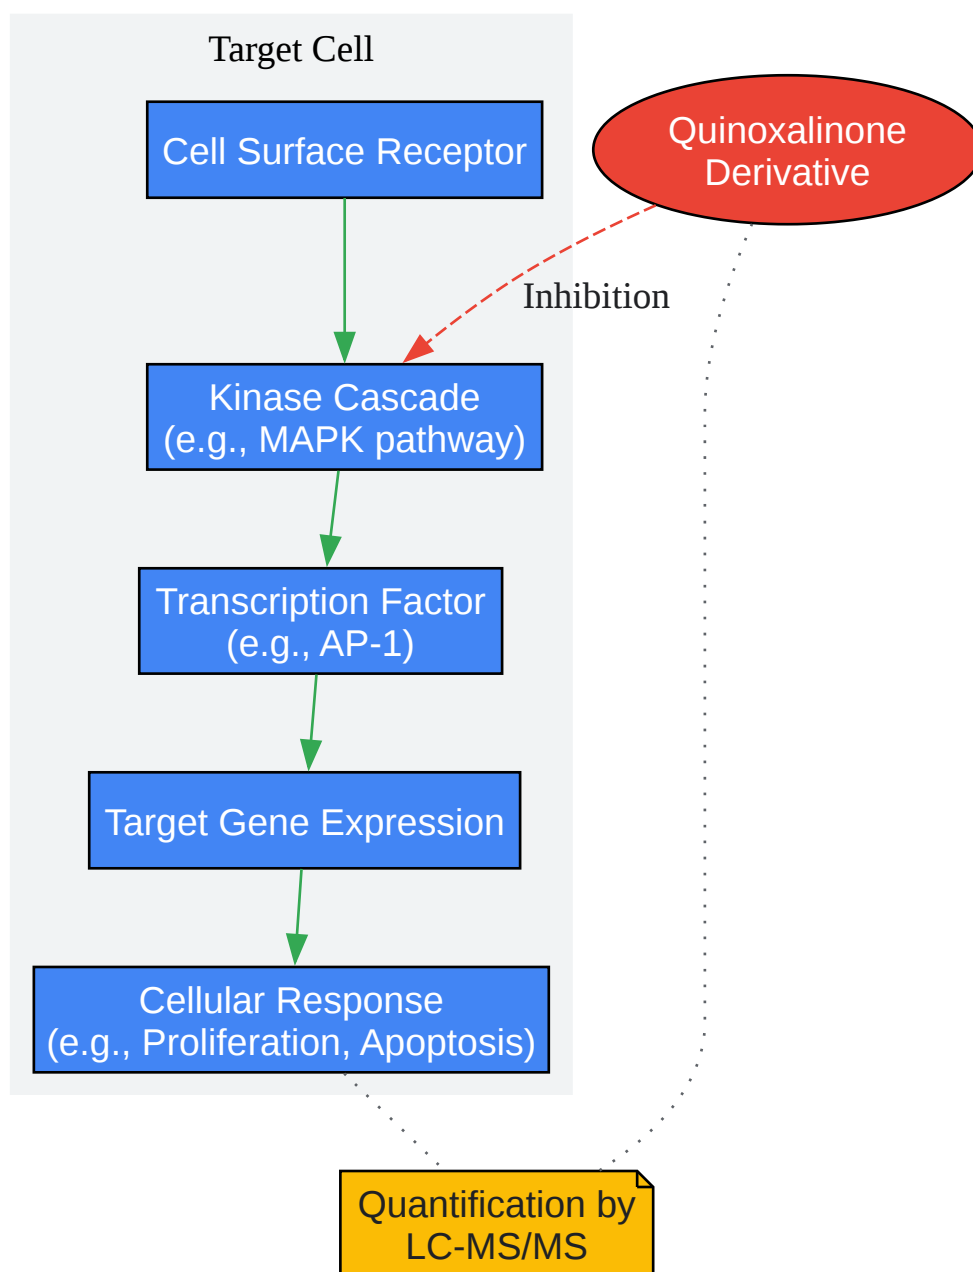 Target Cell
Cell Surface Receptor
Quinoxalinone
Derivative
Inhibition
Kinase Cascade
(e.g., MAPK pathway)
Transcription Factor
(e.g., AP-1)
Target Gene Expression
Cellular Response
(e.g., Proliferation, Apoptosis)
Quantification by
LC-MS/MS